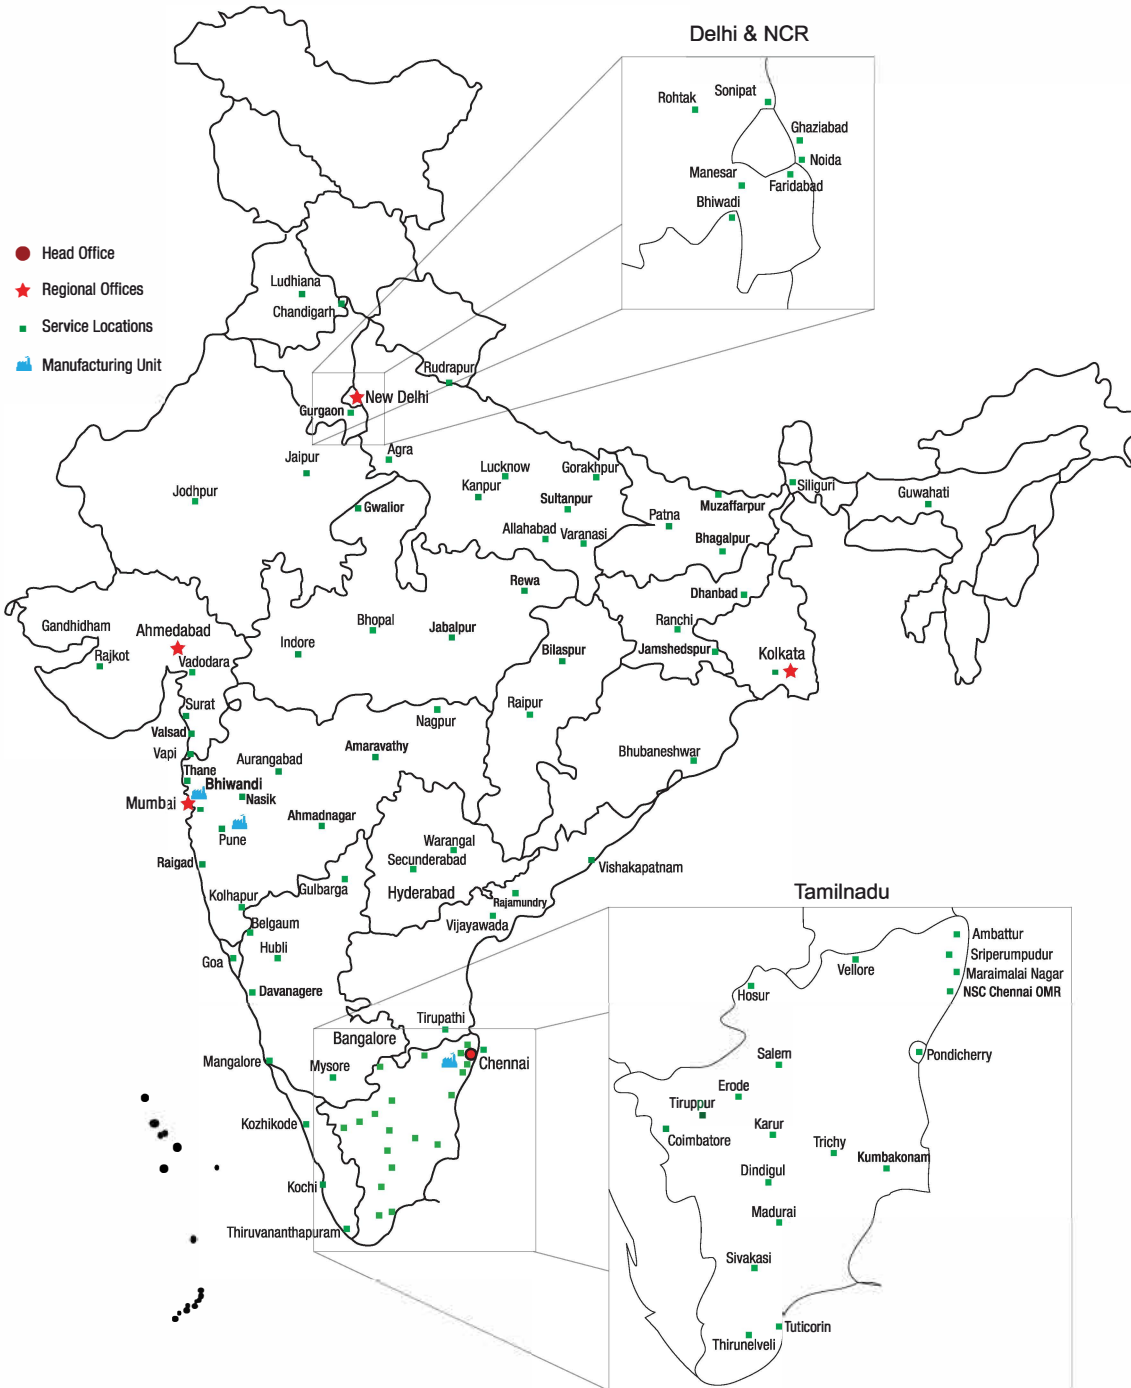 Delhi & NCR
Sonipat
Rohtak
Ghaziabad
Noida
Manesar
Faridabad
Bhiwadi
Head Office
Regional Offices
Service Locations
Manufacturing Unit
Ludhiana
Chandigarh
Rudrapur
New Delhi
Gurgaon
Agra
Jaipur
Lucknow
Gorakhpur
Kanpur
Siliguri
Jodhpur
Sultanpur
Guwahati
Gwalior
Muzaffarpur
Patna
Allahabad
Varanasi
Bhagalpur
Rewa
Dhanbad
Gandhidham
Ahmedabad
Bhopal
Jabalpur
Ranchi
Indore
Bilaspur
Jamshedspur
Kolkata
Rajkot
Vadodara
Surat
Raipur
Nagpur
Valsad
Vapi
Aurangabad
Amaravathy
Bhubaneshwar
Thane
Bhiwandi
Mumbai
Nasik
Ahmadnagar
Pune
Warangal
Secunderabad
Raigad
Vishakapatnam
Gulbarga
Hyderabad
Kolhapur
Rajamundry
Belgaum
Vijayawada
Hubli
Goa
Davanagere
Tirupathi
Bangalore
Mangalore
Mysore
Chennai
Kozhikode
Kochi
Thiruvananthapuram
Tamilnadu
Ambattur
Sriperumpudur
Vellore
Maraimalai Nagar
Hosur
NSC Chennai OMR
Salem
Pondicherry
Erode
Tiruppur
Karur
Coimbatore
Trichy
Kumbakonam
Dindigul
Madurai
Sivakasi
Tuticorin
Thirunelveli